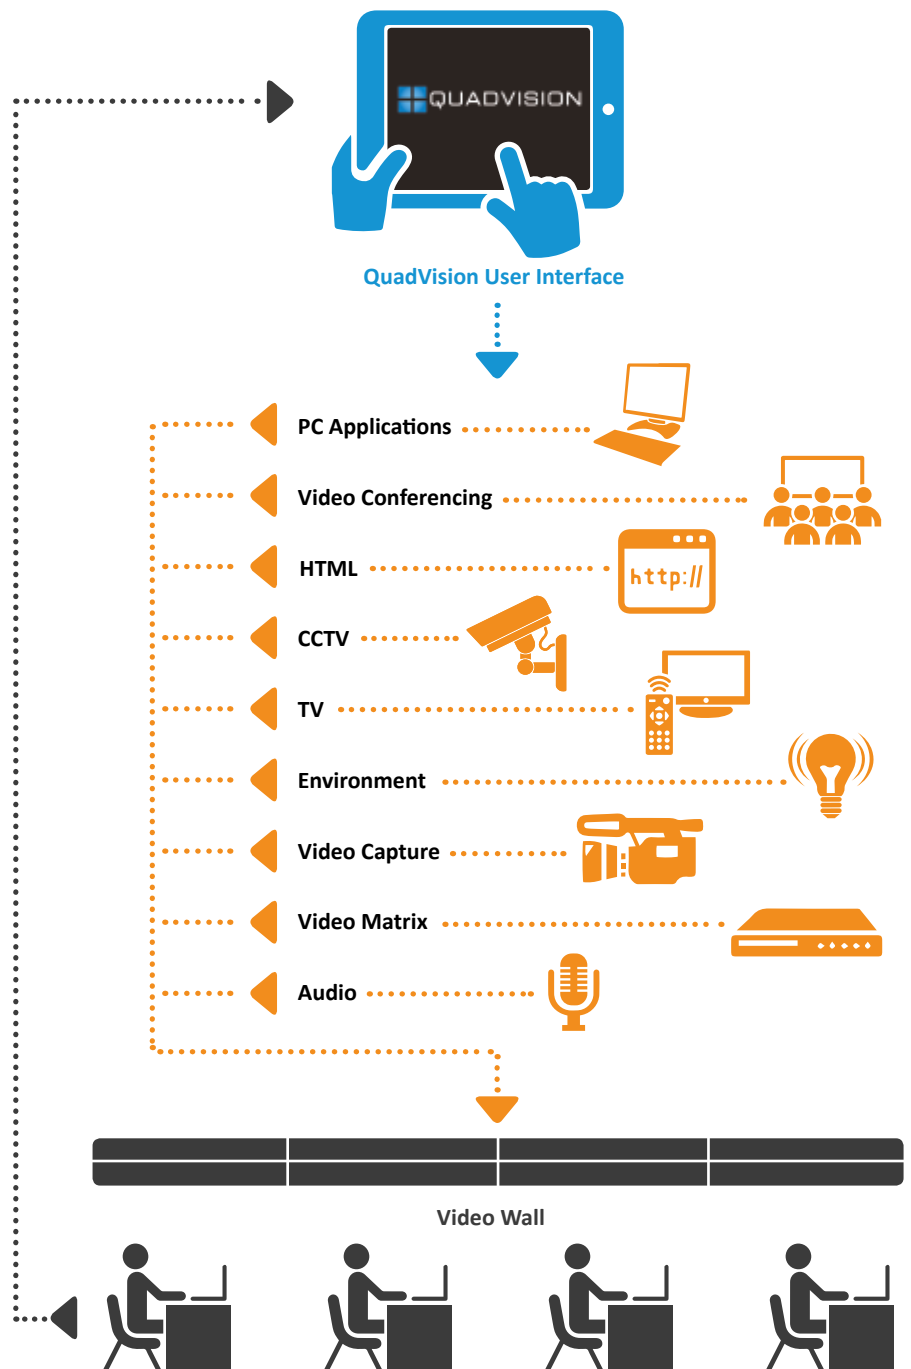 QUADVISION
QuadVision User Interface
PC Applications
Video Conferencing
HTML
http://
CCTV
TV
Environment
Video Capture
Video Matrix
Audio
Video Wall